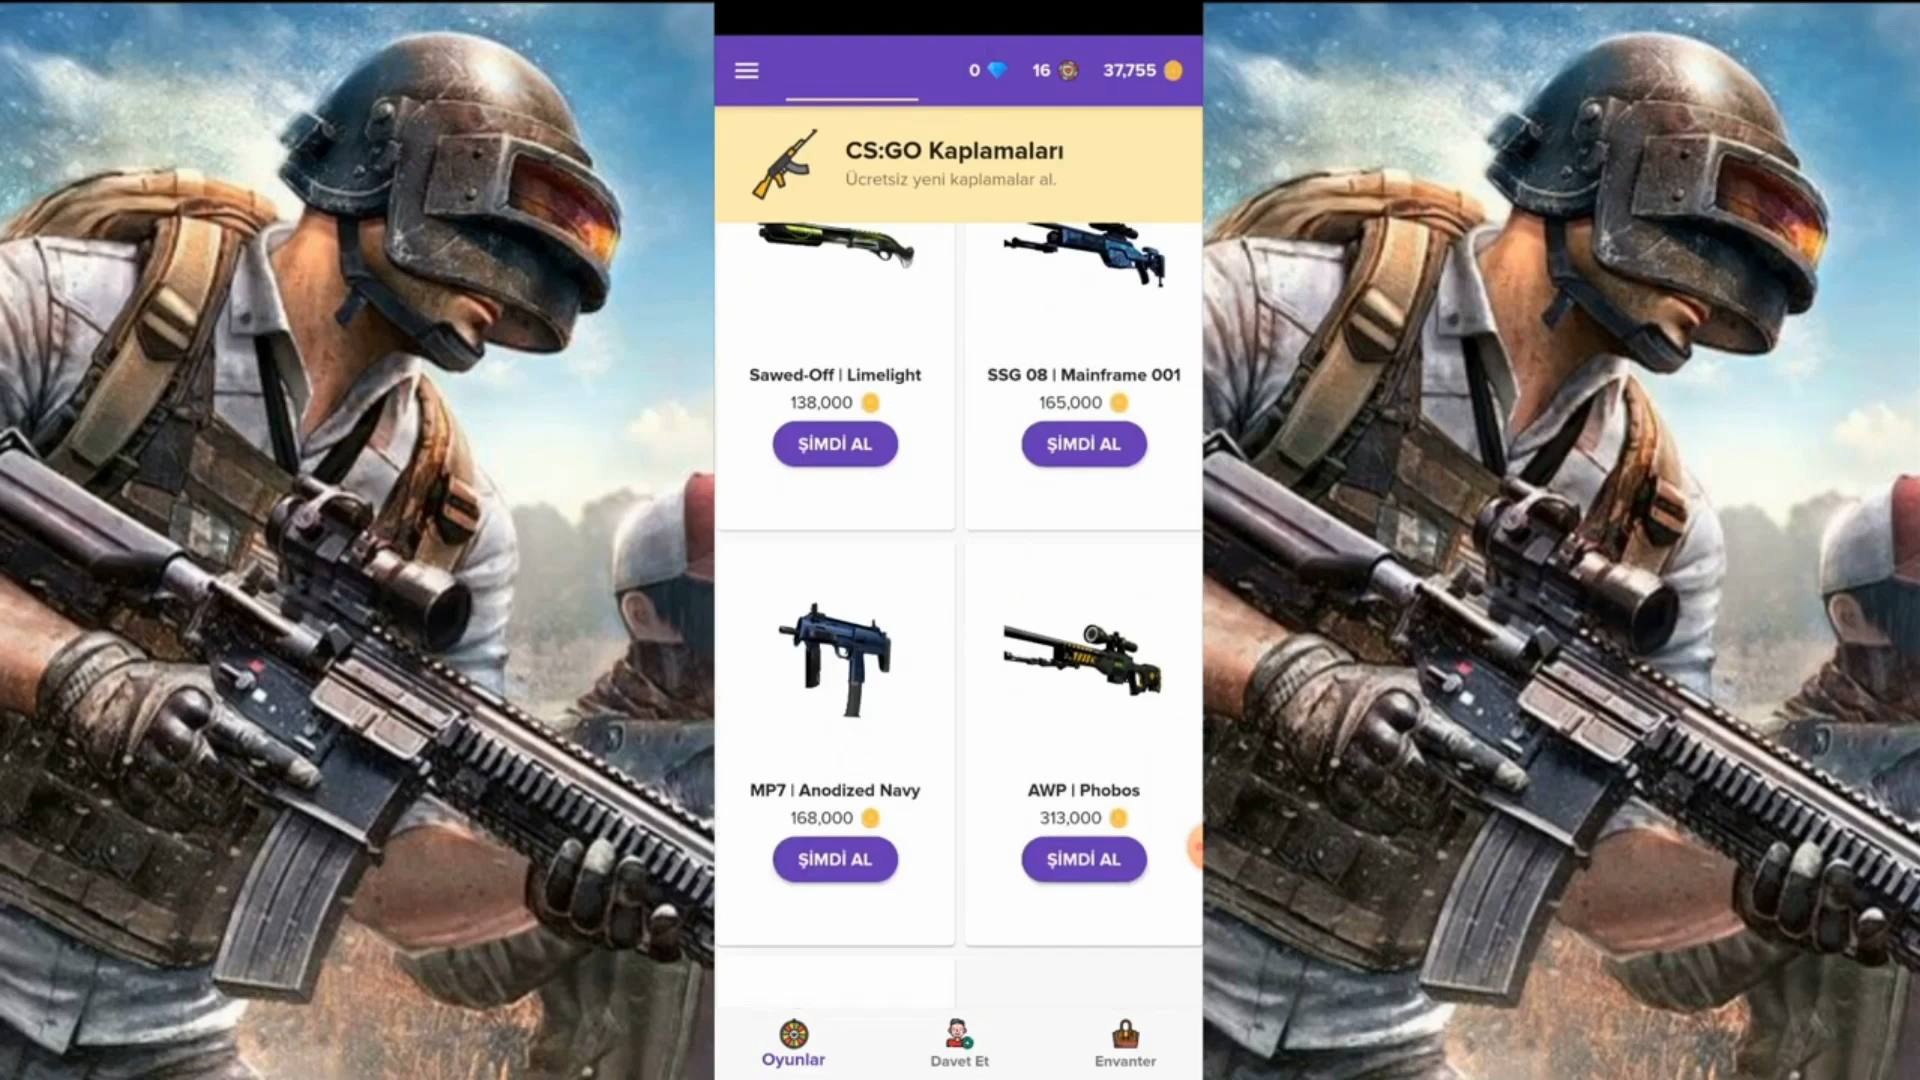 0 16 37,755
CS:GO Kaplamaları
Ücretsiz yeni kaplamalar al.
Sawed-Off | Limelight
138,000
ŞİMDİ AL
SSG 08 | Mainframe 001
165,000
ŞİMDİ AL
MP7 | Anodized Navy
168,000
ŞİMDİ AL
AWP | Phobos
313,000
ŞİMDİ AL
Oyunlar
Davet Et
Envanter